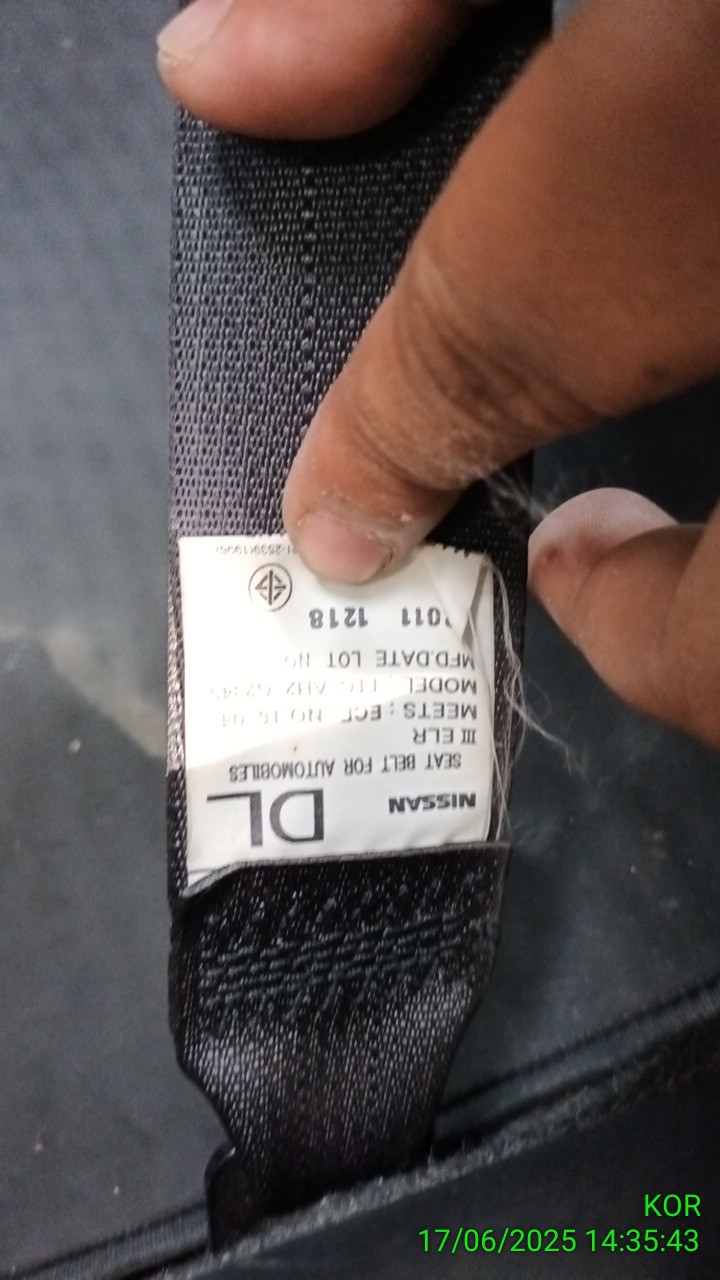 NISSAN DL
SEAT BELT FOR AUTOMOBILES
III ELR
MEETS : ECE NO.16.04
MODEL:
MFD.DATE LOT NO.
2011 1218
KOR
17/06/2025 14:35:43